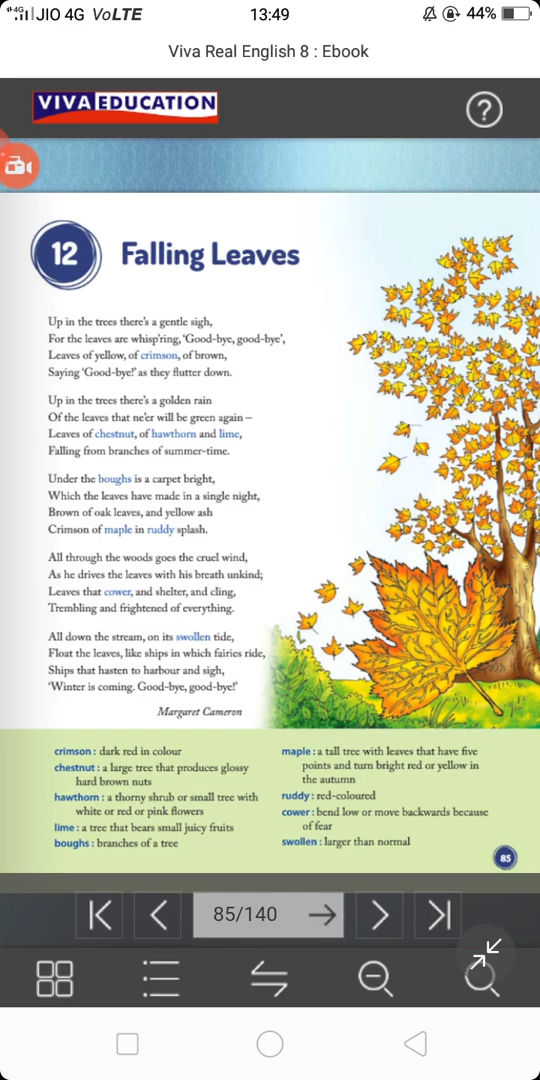 4G JIO 4G VoLTE 13:49 44%
Viva Real English 8 : Ebook
VIVA EDUCATION
?
12 Falling Leaves
Up in the trees there's a gentle sigh,
For the leaves are whisp'ring, 'Good-bye, good-bye',
Leaves of yellow, of crimson, of brown,
Saying 'Good-bye!' as they flutter down.
Up in the trees there's a golden rain
Of the leaves that ne'er will be green again –
Leaves of chestnut, of hawthorn and lime,
Falling from branches of summer-time.
Under the boughs is a carpet bright,
Which the leaves have made in a single night,
Brown of oak leaves, and yellow ash
Crimson of maple in ruddy splash.
All through the woods goes the cruel wind,
As he drives the leaves with his breath unkind;
Leaves that cower, and shelter, and cling,
Trembling and frightened of everything.
All down the stream, on its swollen tide,
Float the leaves, like ships in which fairies ride,
Ships that hasten to harbour and sigh,
'Winter is coming. Good-bye, good-bye!'
Margaret Cameron
crimson : dark red in colour
chestnut : a large tree that produces glossy
hard brown nuts
hawthorn : a thorny shrub or small tree with
white or red or pink flowers
lime : a tree that bears small juicy fruits
boughs : branches of a tree
maple : a tall tree with leaves that have five
points and turn bright red or yellow in
the autumn
ruddy : red-coloured
cower : bend low or move backwards because
of fear
swollen : larger than normal
85
85/140